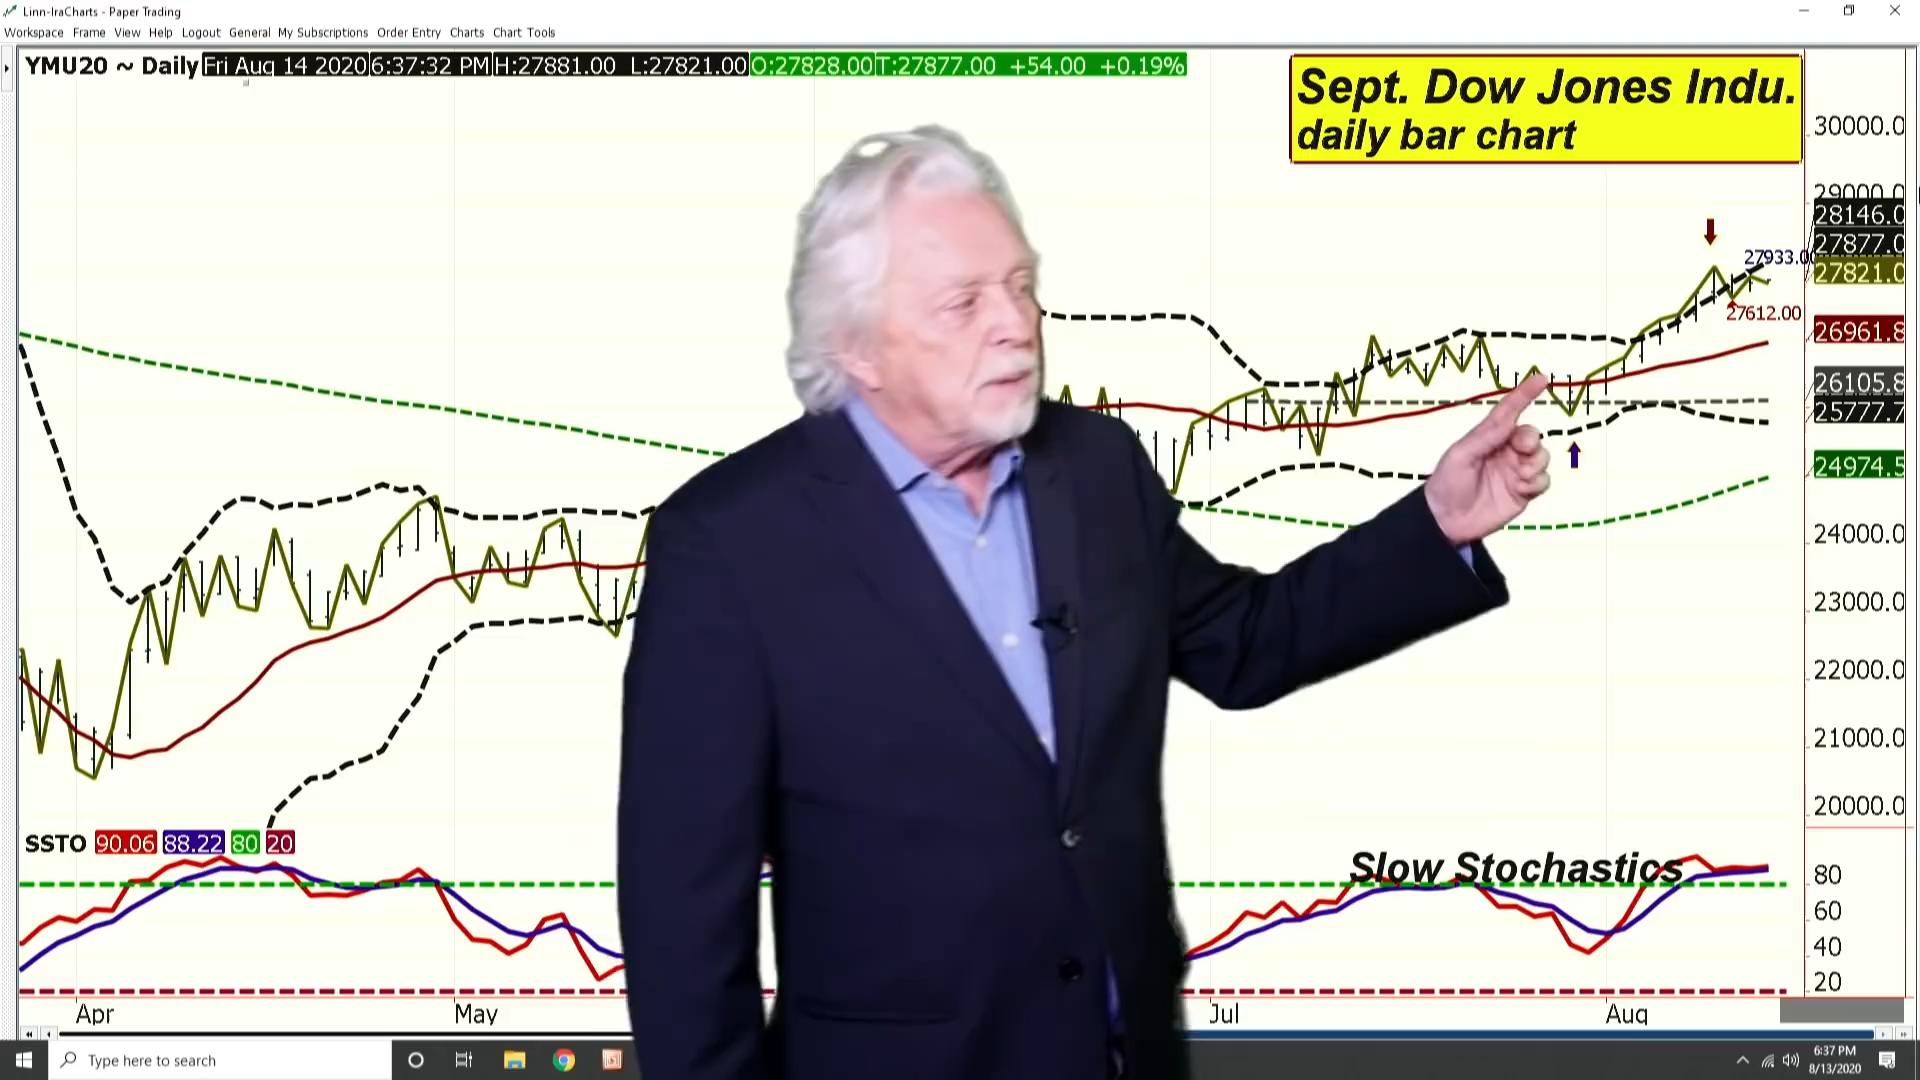 Linn-IraCharts - Paper Trading
Workspace Frame View Help Logout General My Subscriptions Order Entry Charts Chart Tools
YMU20 ~ Daily Fri Aug 14 2020 6:37:32 PM H:27881.00 L:27821.00 O:27828.00 T:27877.00 +54.00 +0.19%
Sept. Dow Jones Indu.
daily bar chart
30000.0
29000.0
28146.0
27877.0
27933.00
27821.0
27612.00
26961.8
26105.8
25777.7
24974.5
24000.0
23000.0
22000.0
21000.0
20000.0
SSTO 90.06 88.22 80 20
Slow Stochastics
80
60
40
20
Apr May Jul Aug
Type here to search
6:37 PM
8/13/2020